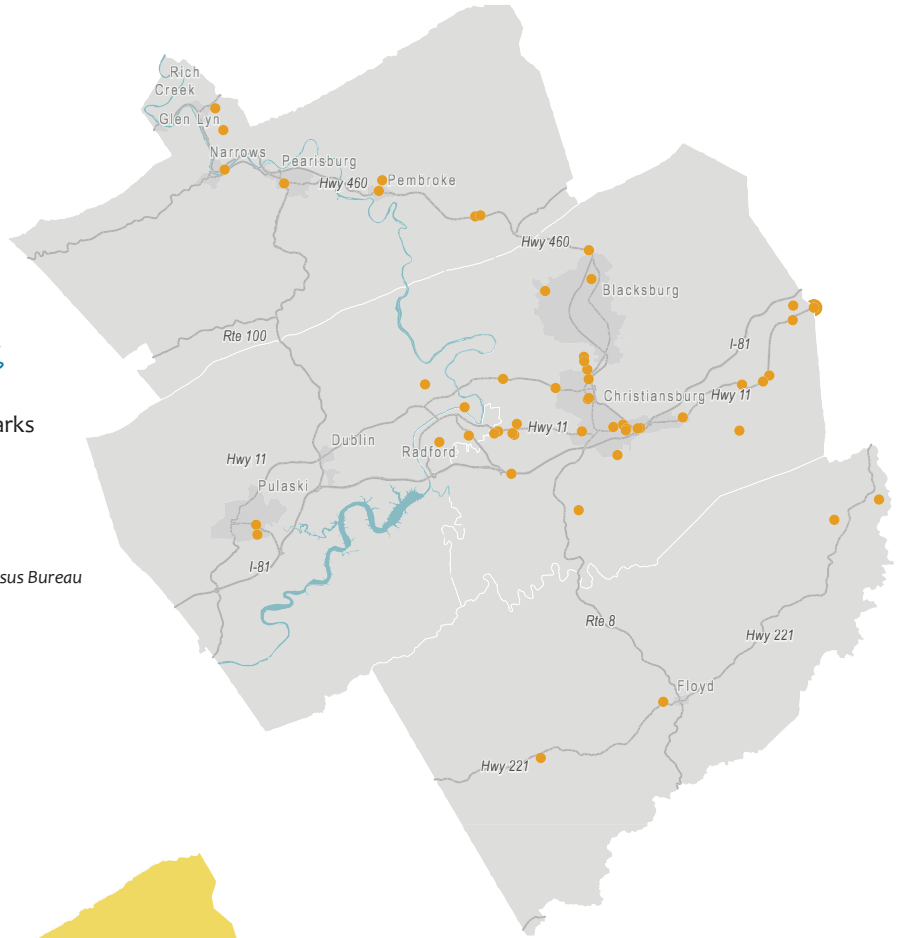 Rich
Creek
Glen Lyn
Narrows
Pearisburg
Hwy 460
Pembroke
Hwy 460
Blacksburg
Rte 100
I-81
arks
Christiansburg
Hwy 11
Hwy 11
Dublin
Radford
Hwy 11
Pulaski
I-81
sus Bureau
Rte 8
Hwy 221
Floyd
Hwy 221